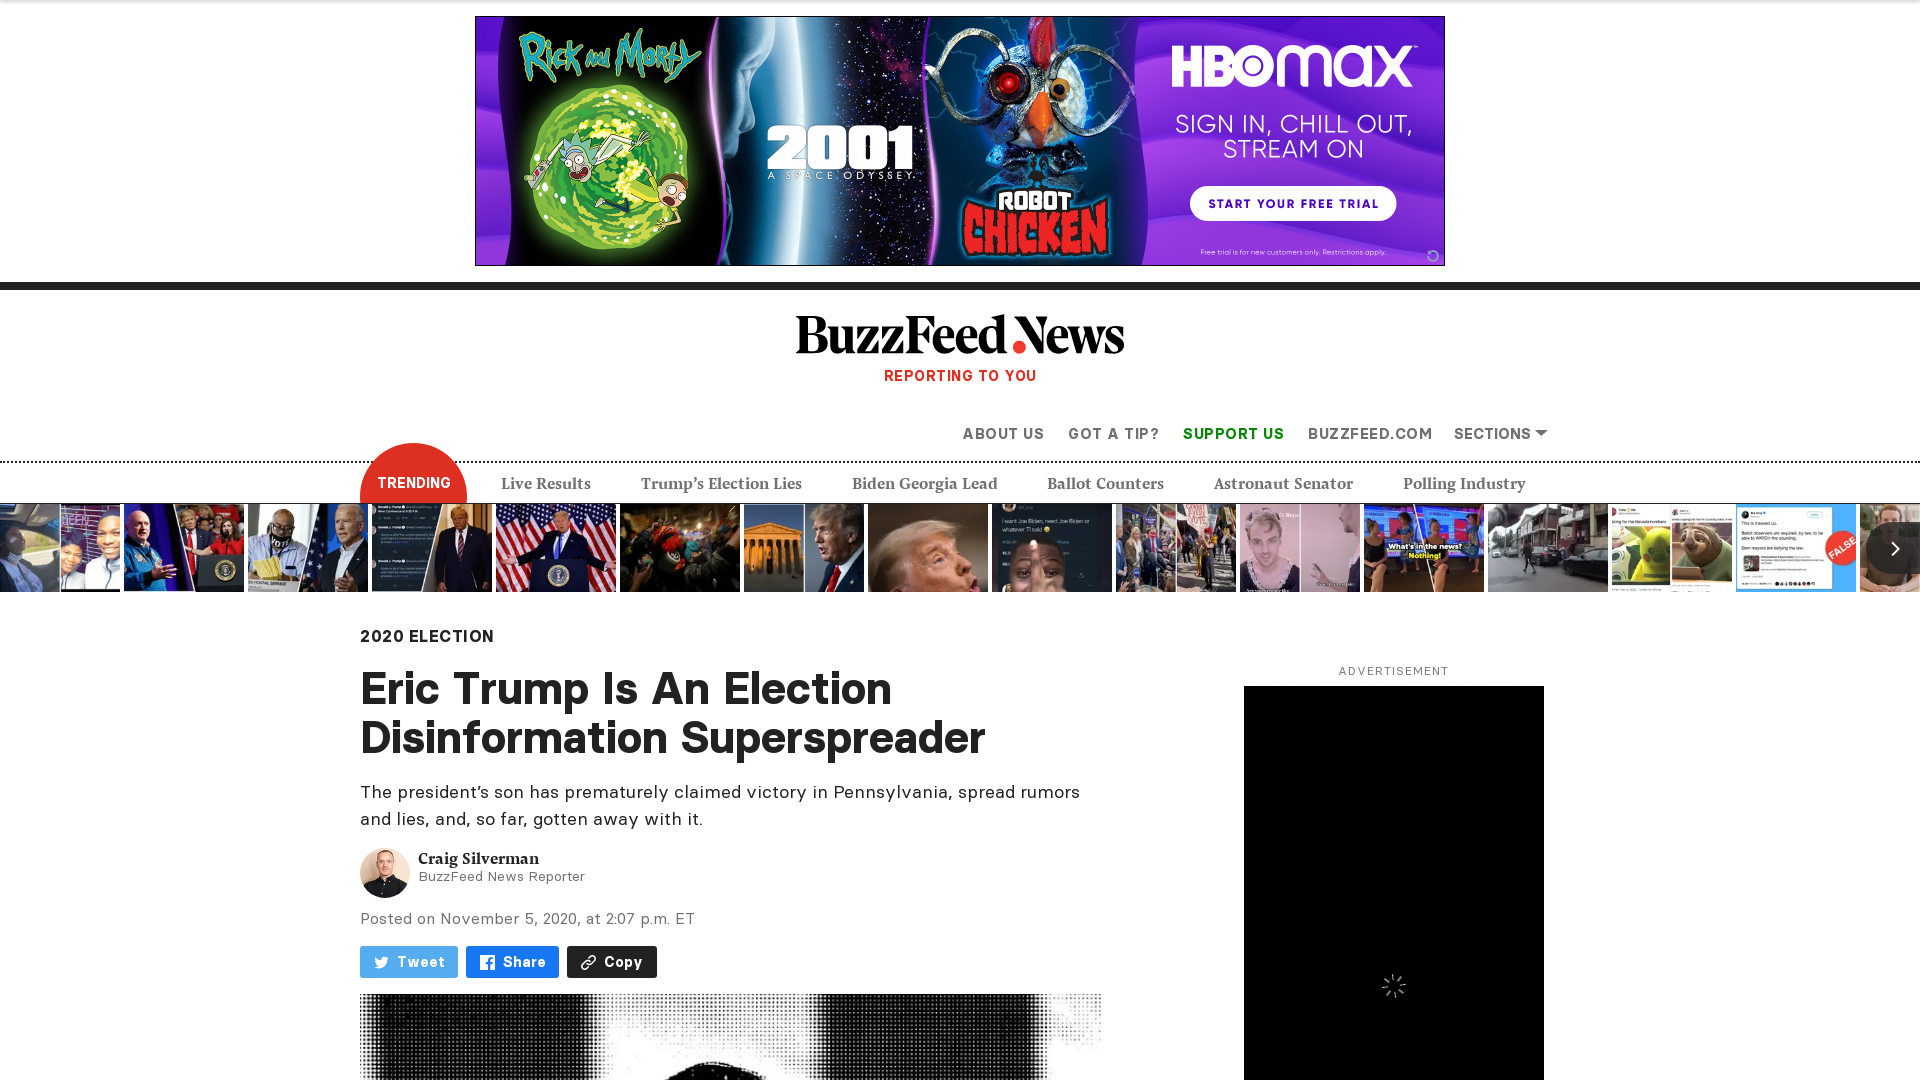 Rick and Morty
2001
A SPACE ODYSSEY
ROBOT
CHICKEN
HBOMAX
SIGN IN, CHILL OUT,
STREAM ON
START YOUR FREE TRIAL
Free trial is for new customers only. Restrictions apply.
BuzzFeed News
REPORTING TO YOU
ABOUT US
GOT A TIP?
SUPPORT US
BUZZFEED.COM
SECTIONS
TRENDING
Live Results
Trump’s Election Lies
Biden Georgia Lead
Ballot Counters
Astronaut Senator
Polling Industry
What's in the news?
Nothing!
This is messed up.
FALSE
2020 ELECTION
Eric Trump Is An Election
Disinformation Superspreader
ADVERTISEMENT
The president’s son has prematurely claimed victory in Pennsylvania, spread rumors
and lies, and, so far, gotten away with it.
Craig Silverman
BuzzFeed News Reporter
Posted on November 5, 2020, at 2:07 p.m. ET
Tweet
Share
Copy